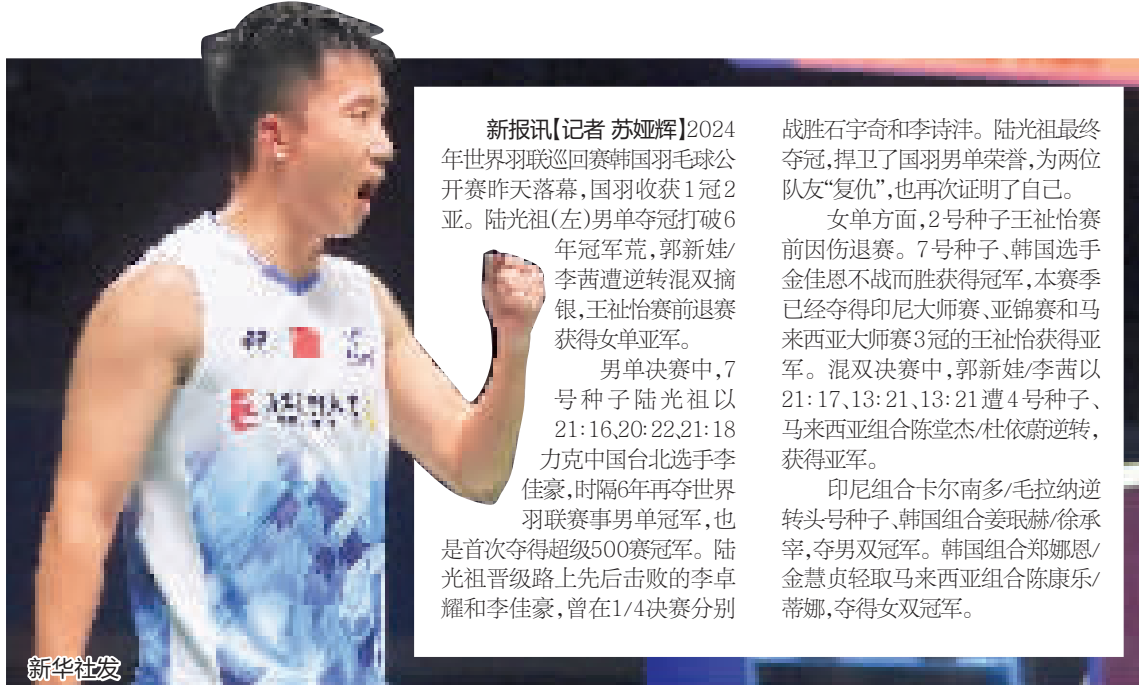 新报讯【记者 苏娅辉】2024
年世界羽联巡回赛韩国羽毛球公
开赛昨天落幕，国羽收获1冠2
亚。陆光祖(左)男单夺冠打破6
年冠军荒，郭新娃/
李茜遭逆转混双摘
银，王祉怡赛前退赛
获得女单亚军。
男单决赛中，7
号种子陆光祖以
21:16、20:22、21:18
力克中国台北选手李
佳豪，时隔6年再夺世界
羽联赛事男单冠军，也
是首次夺得超级500赛冠军。陆
光祖晋级路上先后击败的李卓
耀和李佳豪，曾在1/4决赛分别
战胜石宇奇和李诗沣。陆光祖最终
夺冠，捍卫了国羽男单荣誉，为两位
队友“复仇”，也再次证明了自己。
女单方面，2号种子王祉怡赛
前因伤退赛。7号种子、韩国选手
金佳恩不战而胜获得冠军，本赛季
已经夺得印尼大师赛、亚锦赛和马
来西亚大师赛3冠的王祉怡获得亚
军。混双决赛中，郭新娃/李茜以
21:17、13:21、13:21遭4号种子、
马来西亚组合陈堂杰/杜依蔚逆转，
获得亚军。
印尼组合卡尔南多/毛拉纳逆
转头号种子、韩国组合姜珉赫/徐承
宰，夺男双冠军。韩国组合郑娜恩/
金慧贞轻取马来西亚组合陈康乐/
蒂娜，夺得女双冠军。
新华社发